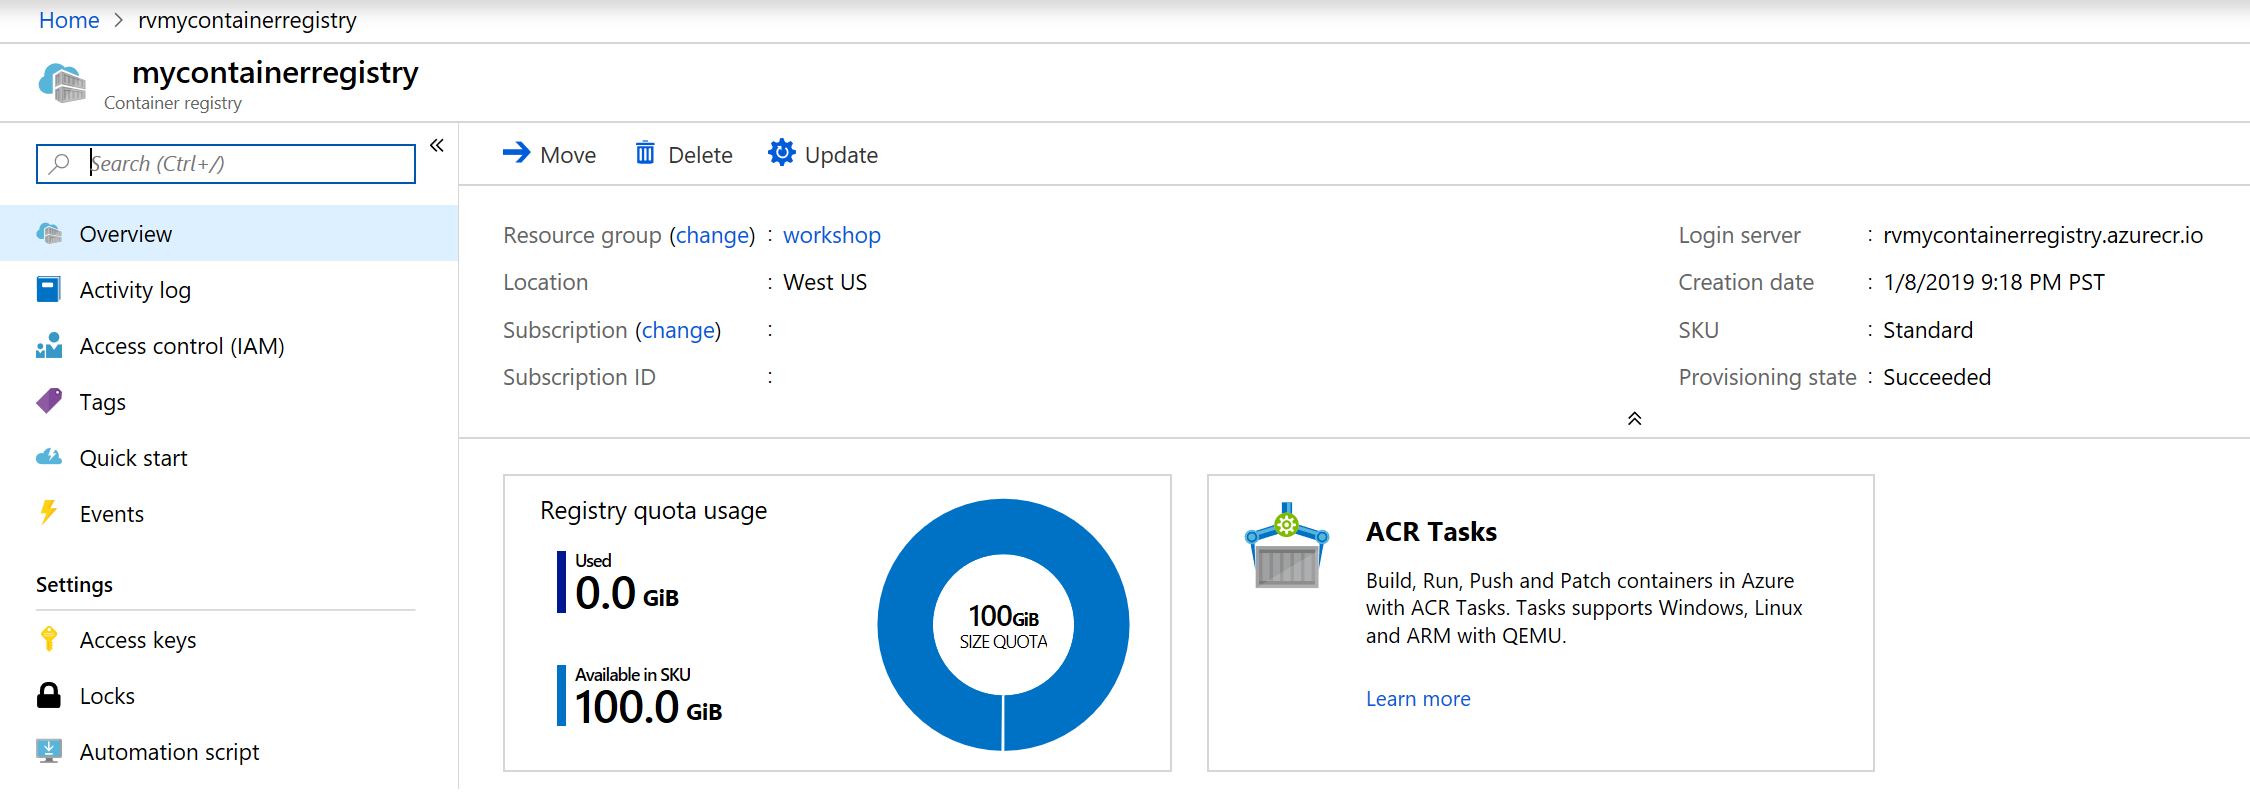 Home > rvmycontainerregistry
mycontainerregistry
Container registry
Search (Ctrl+/)
«
Move
Delete
Update
Overview
Activity log
Access control (IAM)
Tags
Quick start
Events
Settings
Access keys
Locks
Automation script
Resource group (change) : workshop
Location : West US
Subscription (change) :
Subscription ID :
Login server : rvmycontainerregistry.azurecr.io
Creation date : 1/8/2019 9:18 PM PST
SKU : Standard
Provisioning state : Succeeded
Registry quota usage
Used
0.0 GiB
Available in SKU
100.0 GiB
100GiB
SIZE QUOTA
ACR Tasks
Build, Run, Push and Patch containers in Azure
with ACR Tasks. Tasks supports Windows, Linux
and ARM with QEMU.
Learn more